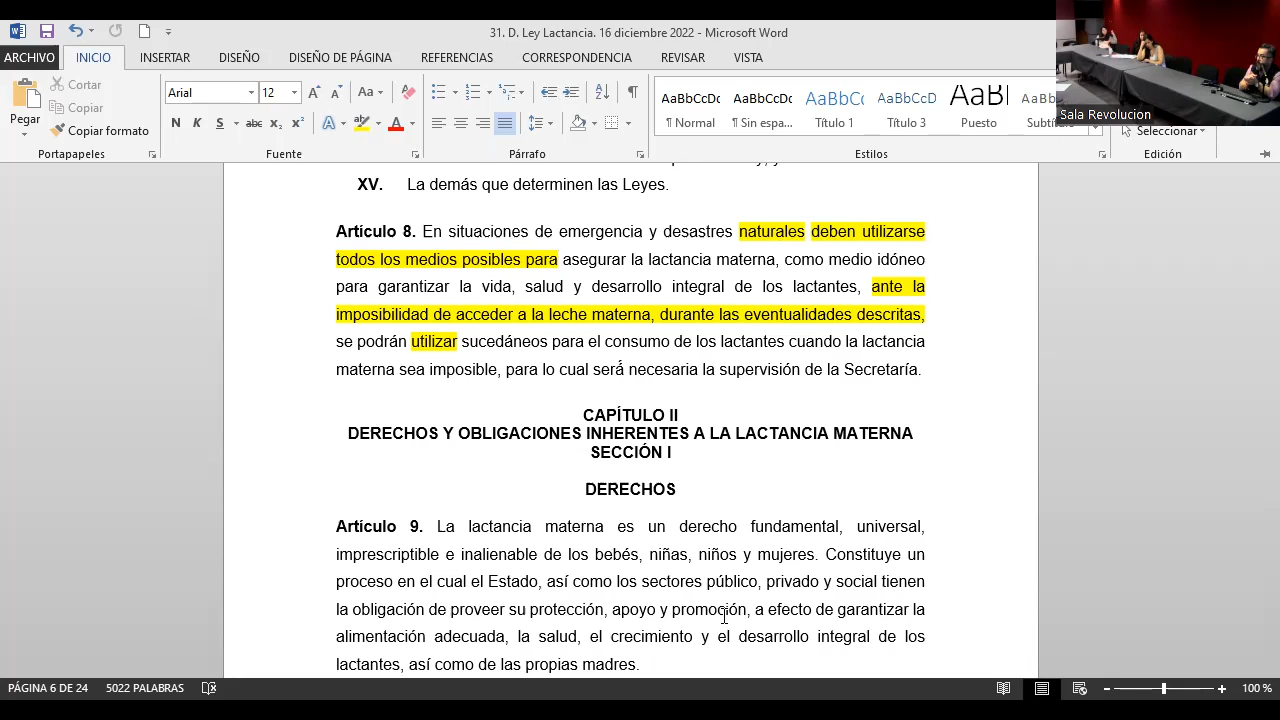 31. D. Ley Lactancia. 16 diciembre 2022 - Microsoft Word
ARCHIVO INICIO INSERTAR DISEÑO DISEÑO DE PÁGINA REFERENCIAS CORRESPONDENCIA REVISAR VISTA
Pegar
Cortar
Copiar
Copiar formato
Portapapeles
Arial 12
Aa
N K S abc x₂ x²
Fuente
Párrafo
AaBbCcDc AaBbCcDc AaBbCc AaBbCcD AaBl AaBbCcD
¶ Normal ¶ Sin espa... Título 1 Título 3 Puesto
Estilos
Seleccionar
Edición
Sala Revolucion
XV. La demás que determinen las Leyes.
Artículo 8. En situaciones de emergencia y desastres naturales deben utilizarse
todos los medios posibles para asegurar la lactancia materna, como medio idóneo
para garantizar la vida, salud y desarrollo integral de los lactantes, ante la
imposibilidad de acceder a la leche materna, durante las eventualidades descritas,
se podrán utilizar sucedáneos para el consumo de los lactantes cuando la lactancia
materna sea imposible, para lo cual será necesaria la supervisión de la Secretaría.
CAPÍTULO II
DERECHOS Y OBLIGACIONES INHERENTES A LA LACTANCIA MATERNA
SECCIÓN I
DERECHOS
Artículo 9. La lactancia materna es un derecho fundamental, universal,
imprescriptible e inalienable de los bebés, niñas, niños y mujeres. Constituye un
proceso en el cual el Estado, así como los sectores público, privado y social tienen
la obligación de proveer su protección, apoyo y promoción, a efecto de garantizar la
alimentación adecuada, la salud, el crecimiento y el desarrollo integral de los
lactantes, así como de las propias madres.
PÁGINA 6 DE 24 5022 PALABRAS 100 %